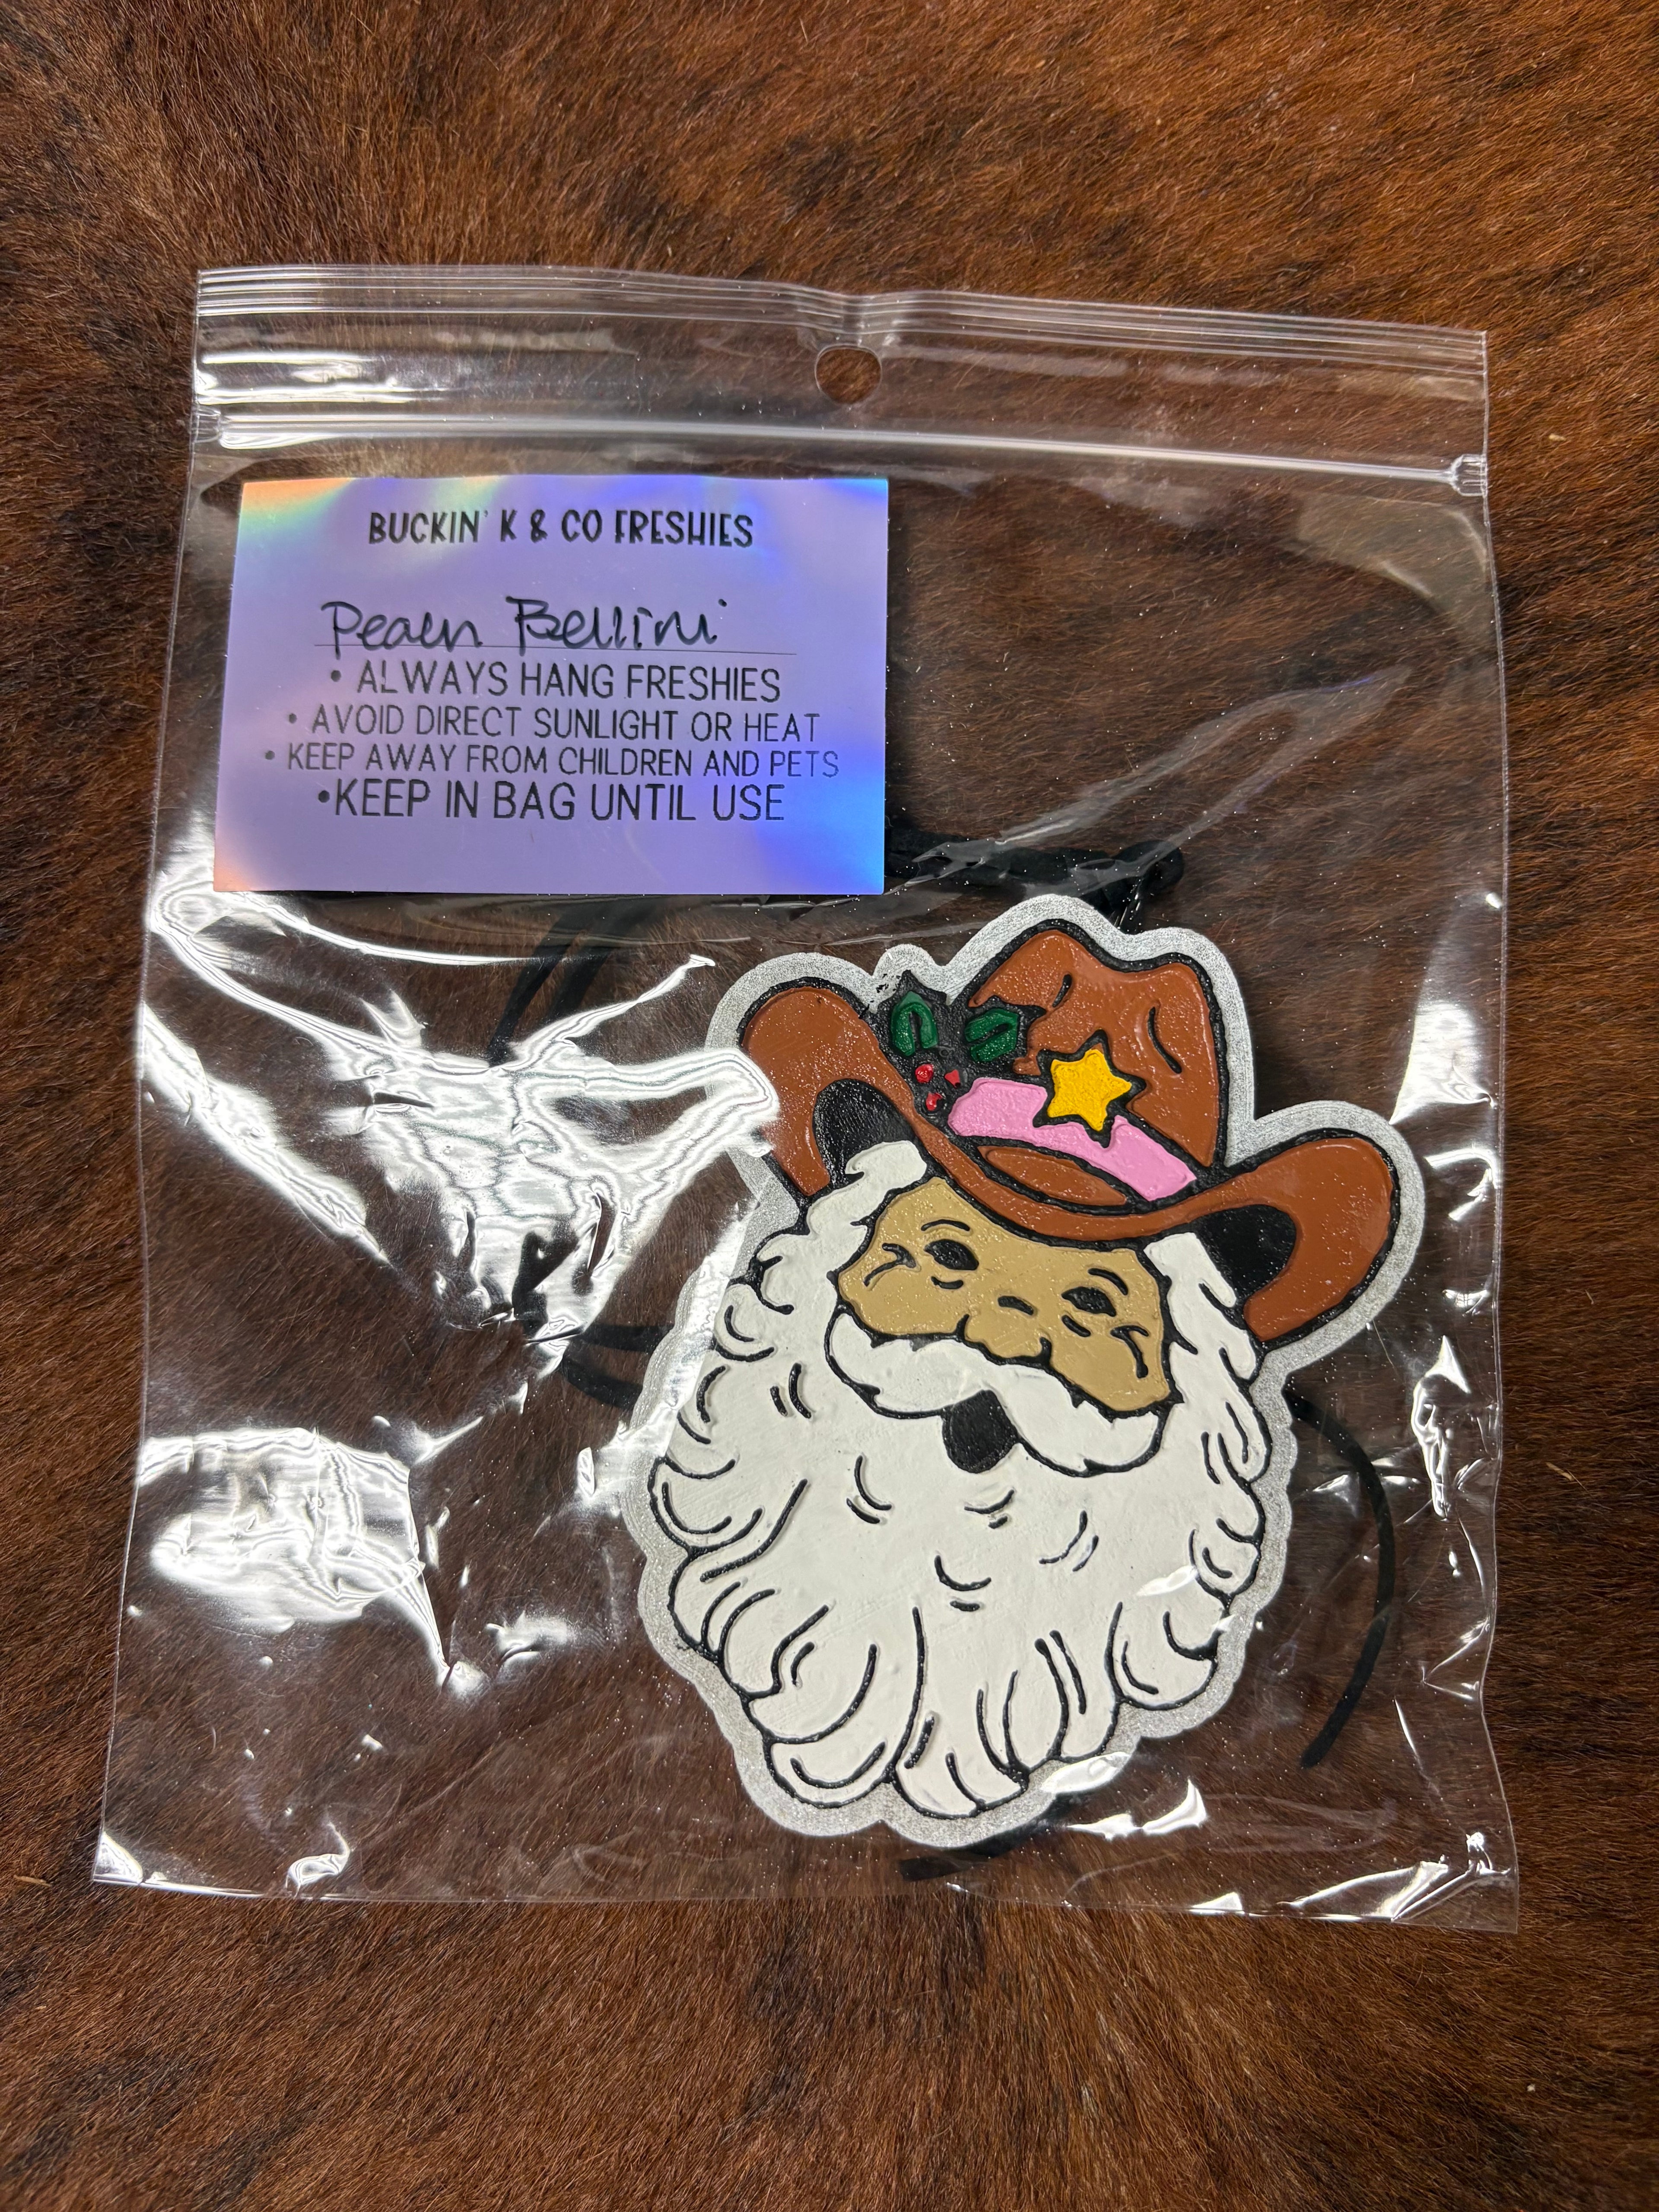 BUCKIN' K & CO FRESHIES
Peach Bellini
• ALWAYS HANG FRESHIES
• AVOID DIRECT SUNLIGHT OR HEAT
• KEEP AWAY FROM CHILDREN AND PETS
•KEEP IN BAG UNTIL USE